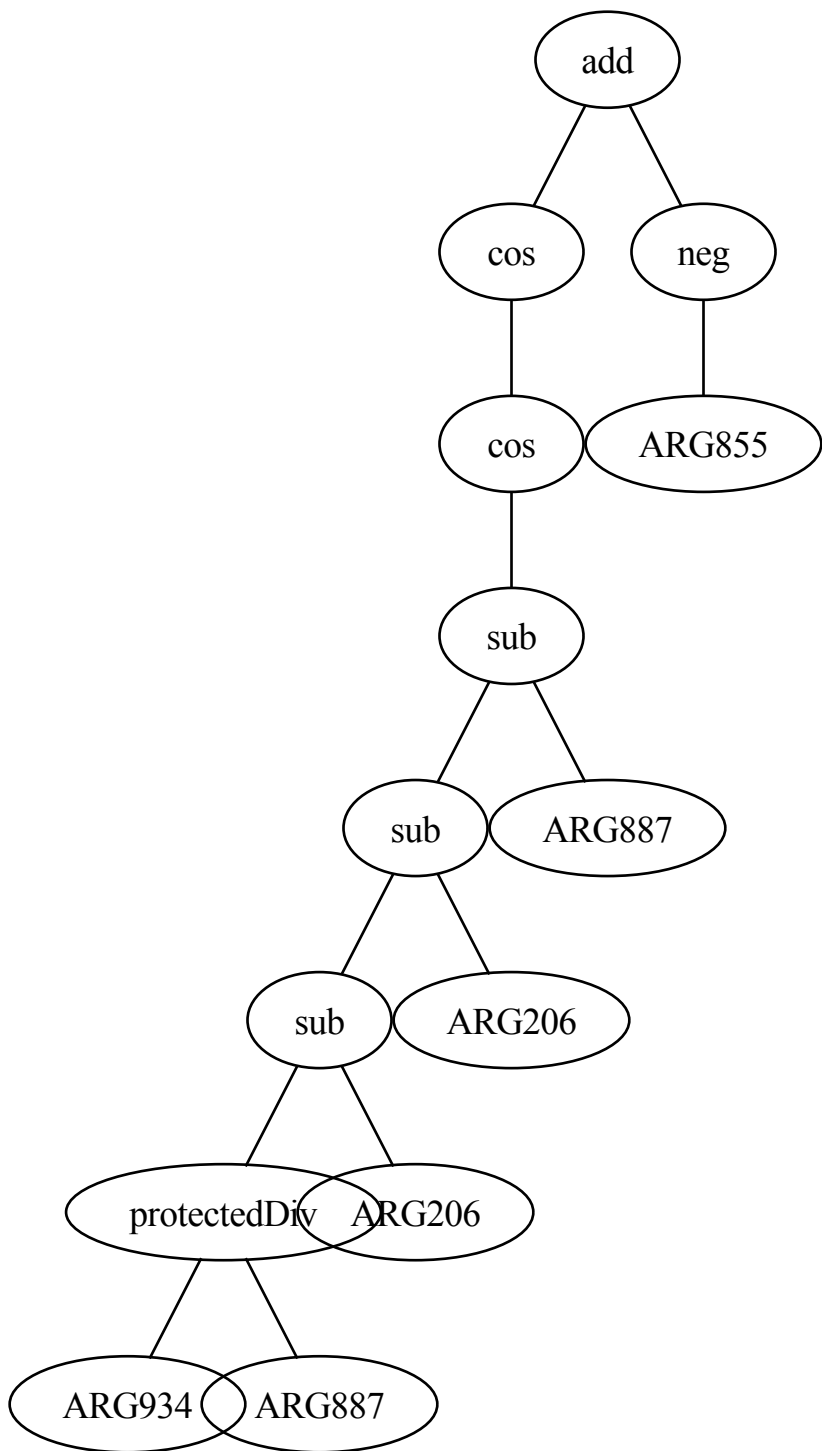 add
cos
neg
cos
ARG855
sub
sub
ARG887
sub
ARG206
protectedDiv
ARG206
ARG934
ARG887